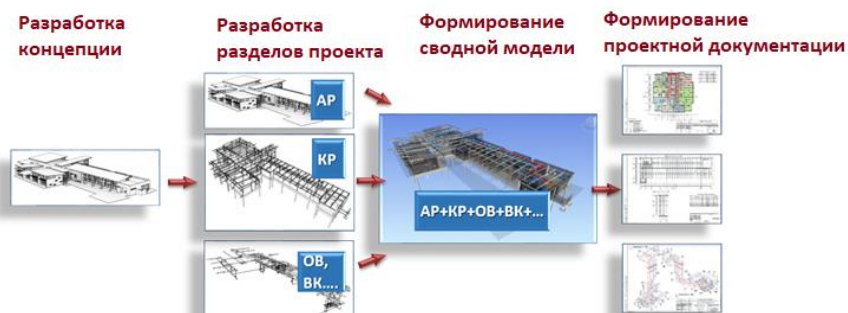 Разработка
концепции
Разработка
разделов проекта
Формирование
сводной модели
Формирование
проектной документации
АР
КР
ОВ,
ВК....
АР+КР+ОВ+ВК+...